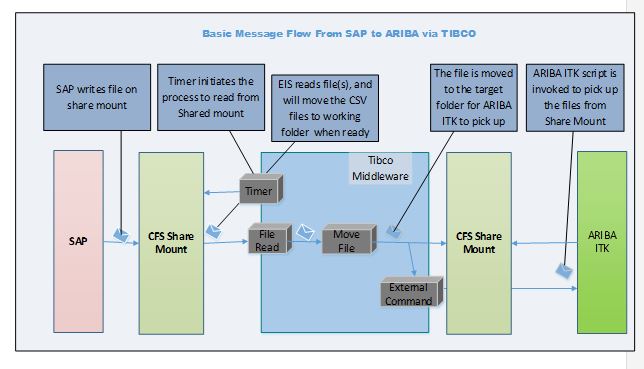 Basic Message Flow From SAP to ARIBA via TIBCO
SAP writes file on
share mount
Timer initiates the
process to read from
Shared mount
EIS reads file(s), and
will move the CSV
files to working
folder when ready
The file is moved
to the target
folder for ARIBA
ITK to pick up
ARIBA ITK script is
invoked to pick up
the files from
Share Mount
Tibco
Middleware
Timer
SAP
CFS Share
Mount
File
Read
Move
File
CFS Share
Mount
ARIBA
ITK
External
Command